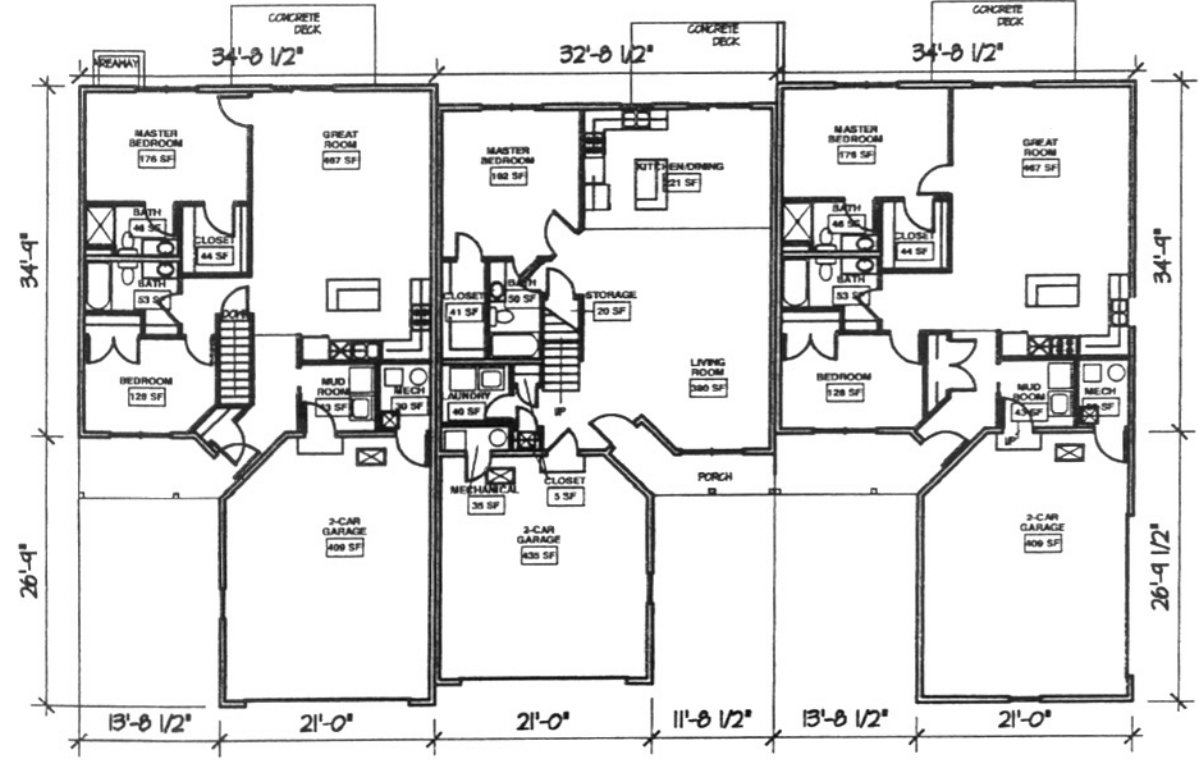 CONCRETE
DECK
CONCRETE
DECK
CONCRETE
DECK
34'-8 1/2"
32'-8 1/2"
34'-8 1/2"
AREAWAY
MASTER
BEDROOM
176 SF
GREAT
ROOM
467 SF
BATH
CLOSET
44 SF
BATH
53 SF
DOWN
BEDROOM
128 SF
MUD
ROOM
MECH
2-CAR
GARAGE
409 SF
34'-9"
26'-9"
MASTER
BEDROOM
192 SF
KITCHEN/DINING
221 SF
CLOSET
41 SF
BATH
50 SF
STORAGE
20 SF
LIVING
ROOM
380 SF
LAUNDRY
UP
MECHANICAL
35 SF
CLOSET
5 SF
2-CAR
GARAGE
435 SF
PORCH
MASTER
BEDROOM
176 SF
GREAT
ROOM
467 SF
BATH
CLOSET
44 SF
BATH
53 SF
BEDROOM
128 SF
MUD
ROOM
43 SF
MECH
UP
2-CAR
GARAGE
409 SF
34'-9"
26'-9 1/2"
13'-8 1/2"
21'-0"
21'-0"
11'-8 1/2"
13'-8 1/2"
21'-0"